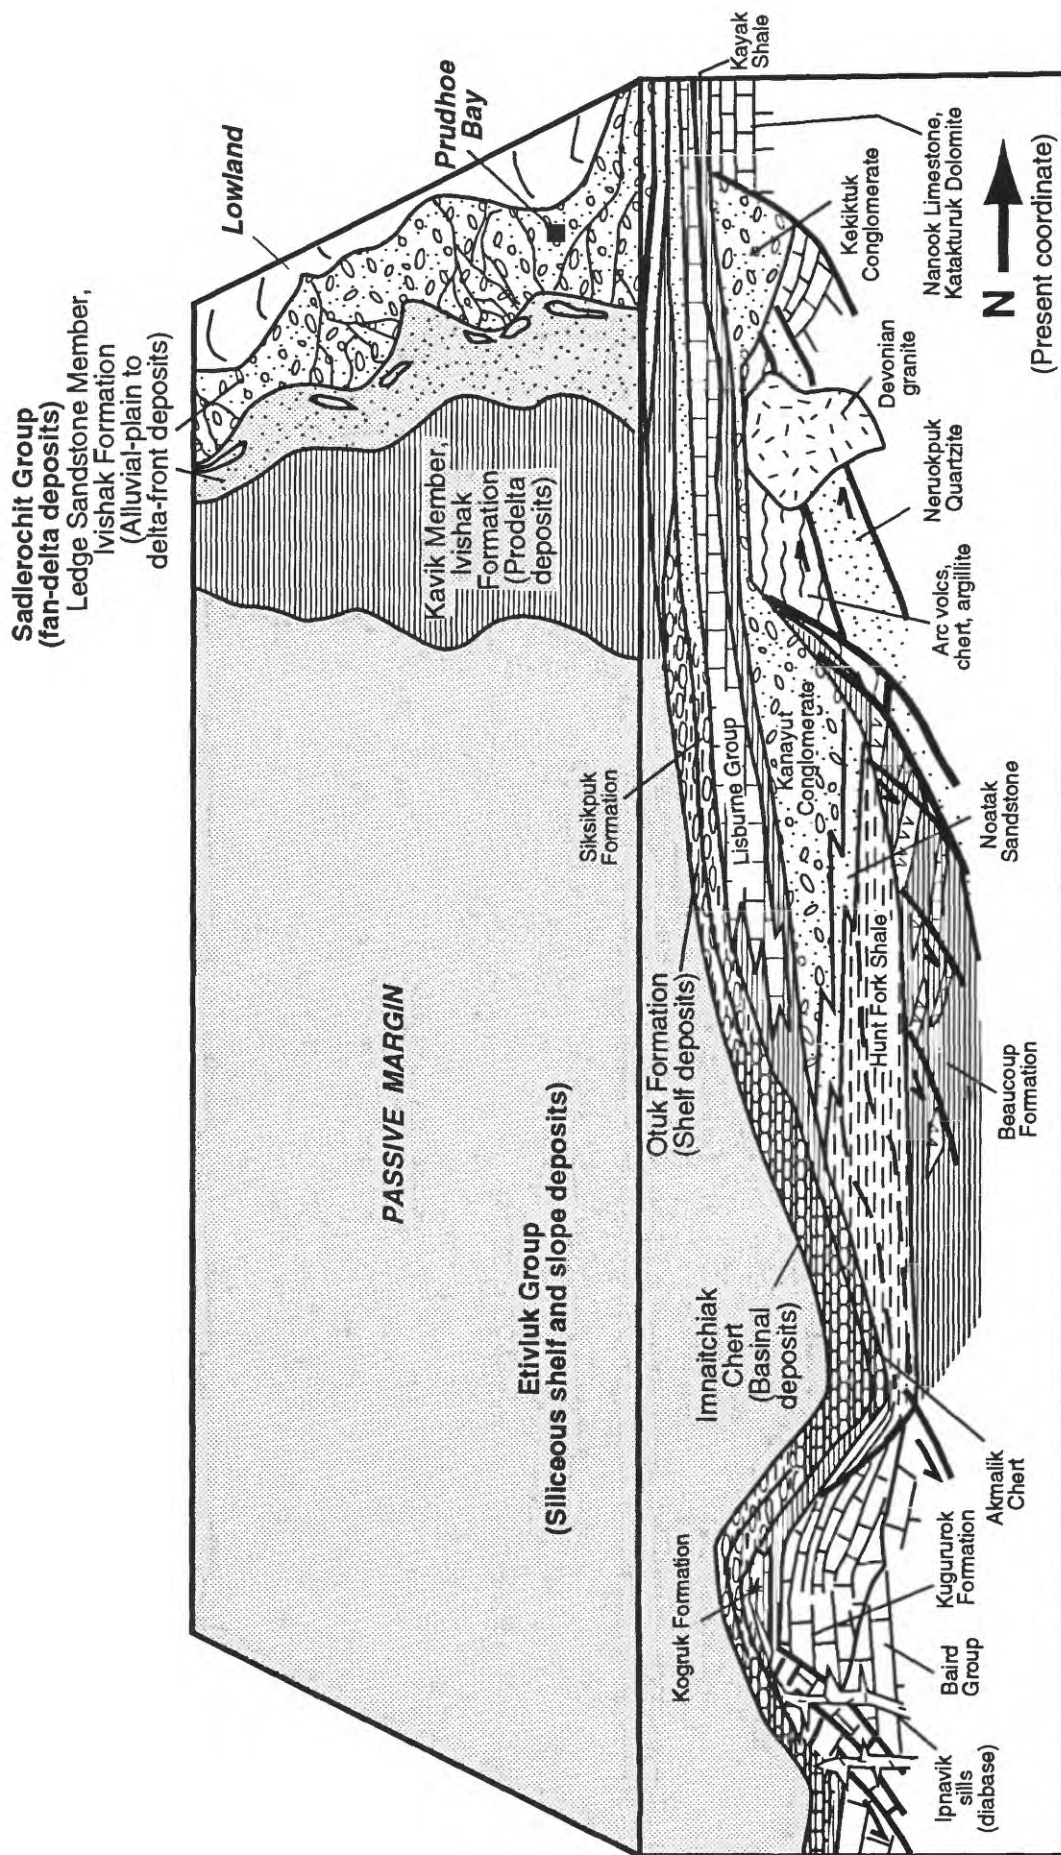 Sadlerochit Group
(fan-delta deposits)
Ledge Sandstone Member,
Ivishak Formation
(Alluvial-plain to
delta-front deposits)
Lowland
Prudhoe
Bay
Kavik Member,
Ivishak
Formation
(Prodelta
deposits)
PASSIVE MARGIN
Etivluk Group
(Siliceous shelf and slope deposits)
Siksikpuk
Formation
Otuk Formation
(Shelf deposits)
Imnaitchiak
Chert
(Basinal
deposits)
Kogruk Formation
Kayak
Shale
Lisburne Group
Kanayut
Conglomerate
Hunt Fork Shale
Ipnavik
sills
(diabase)
Baird
Group
Kugururok
Formation
Akmalik
Chert
Beaucoup
Formation
Noatak
Sandstone
Arc volcs,
chert, argillite
Neruokpuk
Quartzite
Devonian
granite
Kekiktuk
Conglomerate
Nanook Limestone,
Katakturuk Dolomite
N
(Present coordinate)